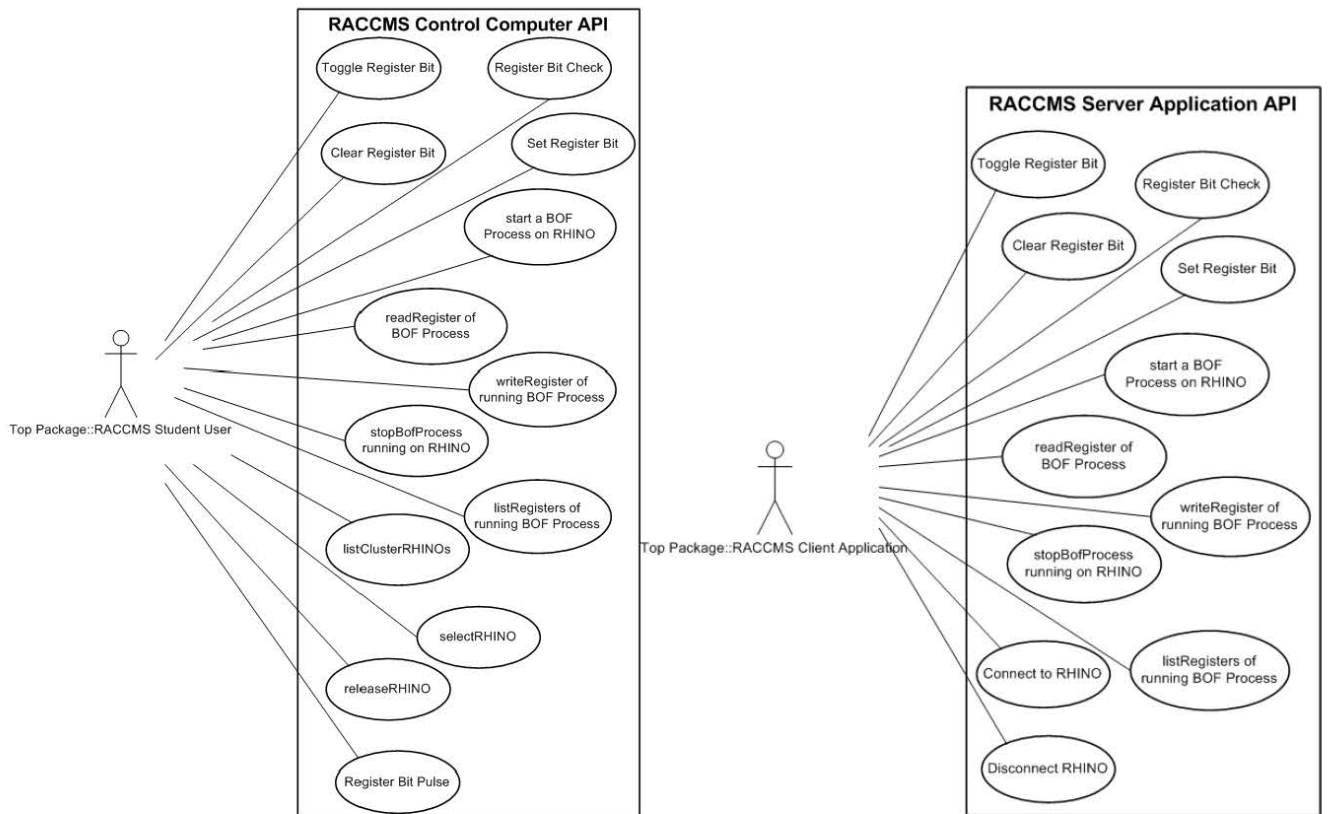 RACCMS Control Computer API
Toggle Register Bit
Register Bit Check
Clear Register Bit
Set Register Bit
start a BOF
Process on RHINO
readRegister of
BOF Process
writeRegister of
running BOF Process
Top Package::RACCMS Student User
stopBofProcess
running on RHINO
listRegisters of
running BOF Process
listClusterRHINOs
selectRHINO
releaseRHINO
Register Bit Pulse
RACCMS Server Application API
Toggle Register Bit
Register Bit Check
Clear Register Bit
Set Register Bit
start a BOF
Process on RHINO
readRegister of
BOF Process
writeRegister of
running BOF Process
Top Package::RACCMS Client Application
stopBofProcess
running on RHINO
listRegisters of
running BOF Process
Connect to RHINO
Disconnect RHINO